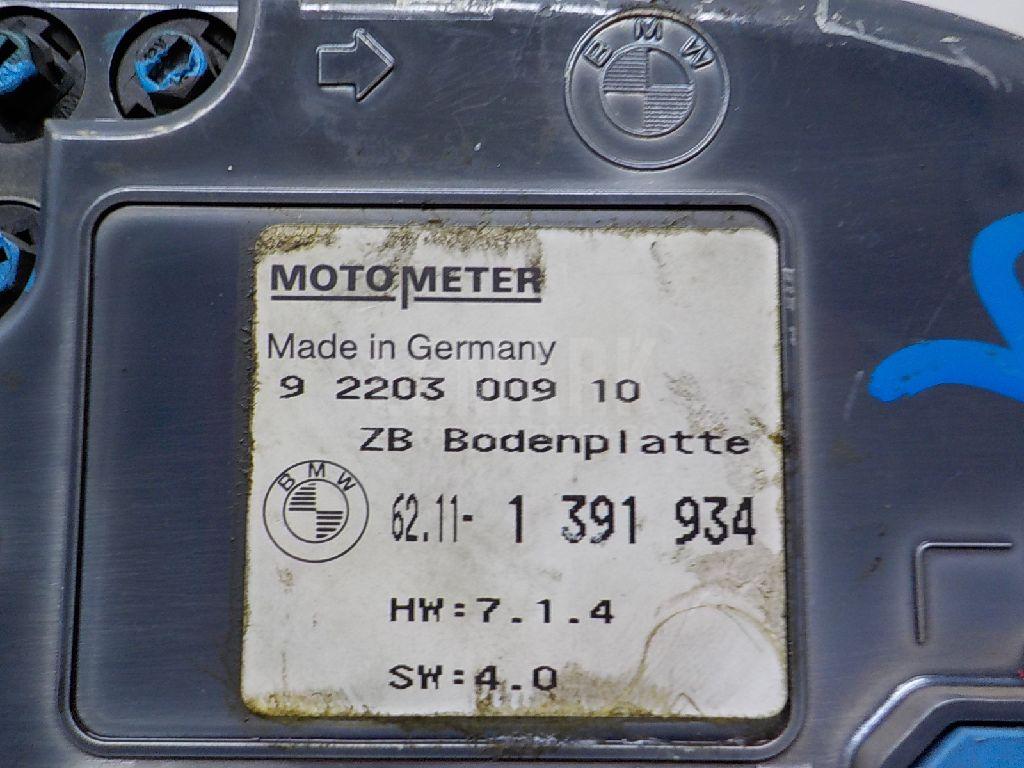 BMW
MOTOMETER
Made in Germany
9 2203 009 10
ZB Bodenplatte
BMW
62.11- 1 391 934
HW:7.1.4
SW:4.0